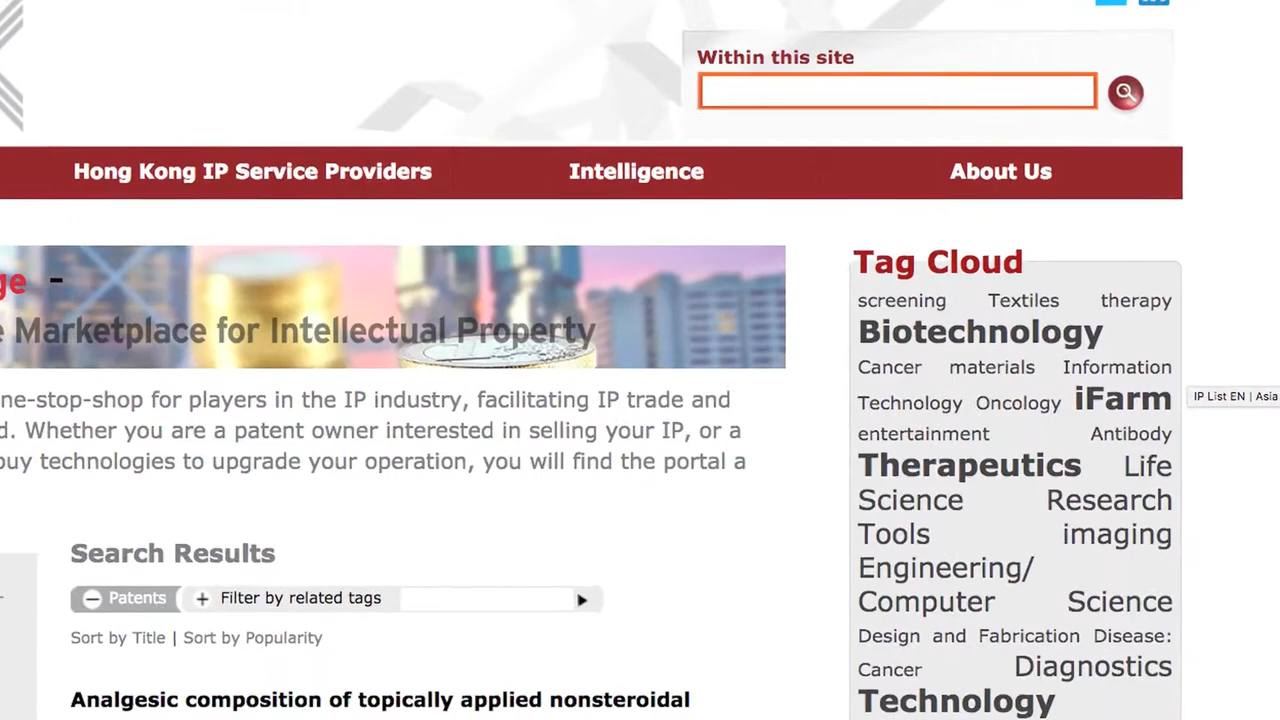 Within this site
Hong Kong IP Service Providers
Intelligence
About Us
ge -
e Marketplace for Intellectual Property
ne-stop-shop for players in the IP industry, facilitating IP trade and
d. Whether you are a patent owner interested in selling your IP, or a
buy technologies to upgrade your operation, you will find the portal a
Search Results
Patents
Filter by related tags
Sort by Title | Sort by Popularity
Analgesic composition of topically applied nonsteroidal
Tag Cloud
screening Textiles therapy
Biotechnology
Cancer materials Information
Technology Oncology iFarm
entertainment Antibody
Therapeutics Life
Science Research
Tools imaging
Engineering/
Computer Science
Design and Fabrication Disease:
Cancer Diagnostics
Technology
IP List EN | Asia